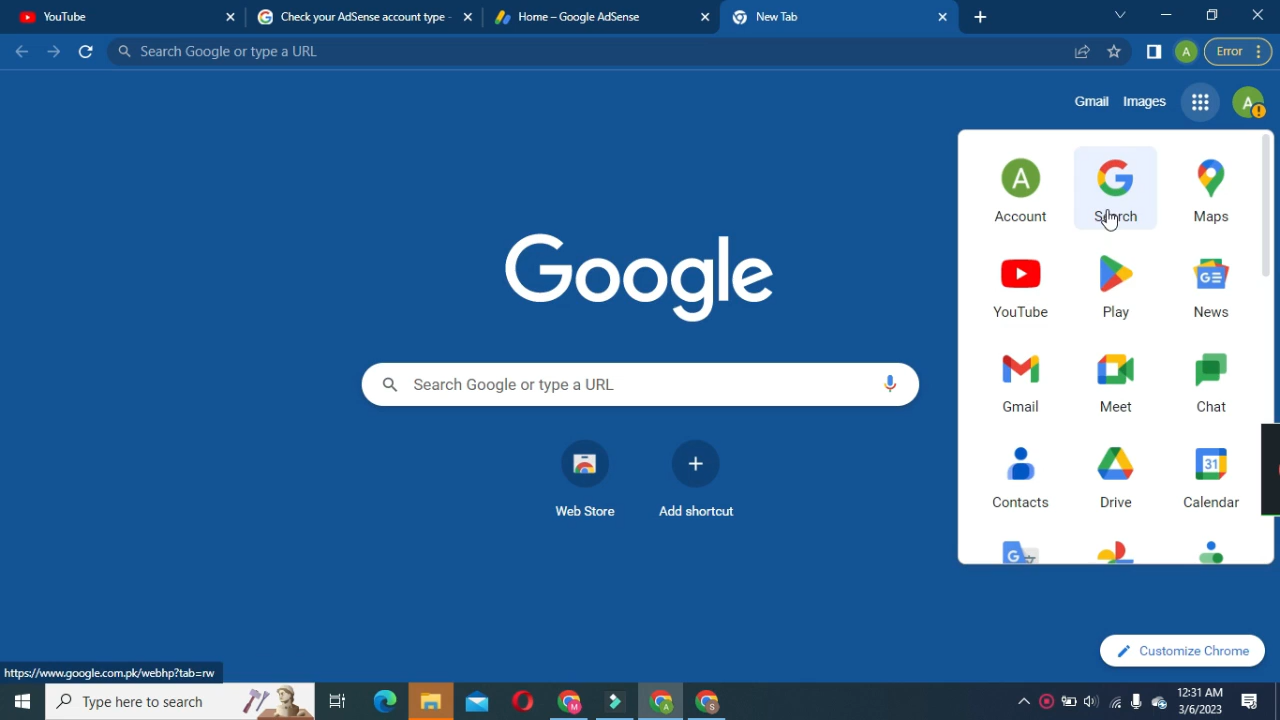 YouTube
Check your AdSense account type -
Home – Google AdSense
New Tab
Search Google or type a URL
A
Error
Gmail Images
A
A
Account
Search
Maps
Google
YouTube
Play
News
Search Google or type a URL
Gmail
Meet
Chat
31
Contacts
Drive
Calendar
Web Store
Add shortcut
Customize Chrome
https://www.google.com.pk/webhp?tab=rw
Type here to search
12:31 AM
3/6/2023